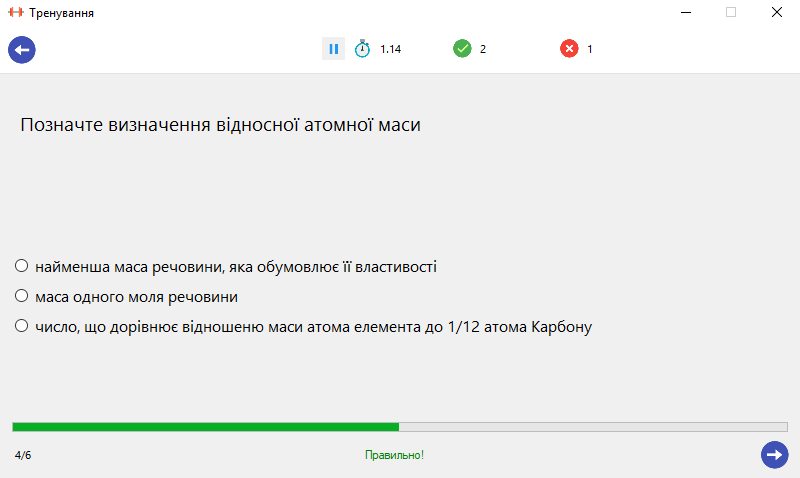 Тренування
1.14
2
1
Позначте визначення відносної атомної маси
найменша маса речовини, яка обумовлює її властивості
маса одного моля речовини
число, що дорівнює відношеню маси атома елемента до 1/12 атома Карбону
4/6
Правильно!